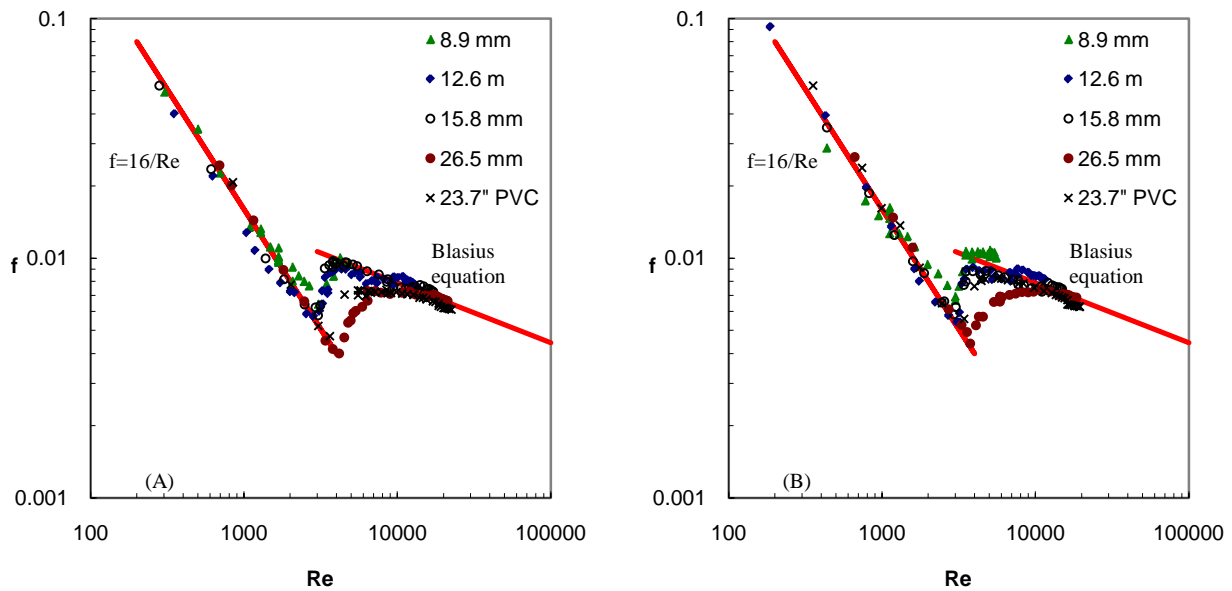 0.1
0.01
0.001
f
100
1000
10000
100000
Re
8.9 mm
12.6 m
15.8 mm
26.5 mm
23.7" PVC
f=16/Re
Blasius
equation
(A)
0.1
0.01
0.001
f
100
1000
10000
100000
Re
8.9 mm
12.6 m
15.8 mm
26.5 mm
23.7" PVC
f=16/Re
Blasius
equation
(B)